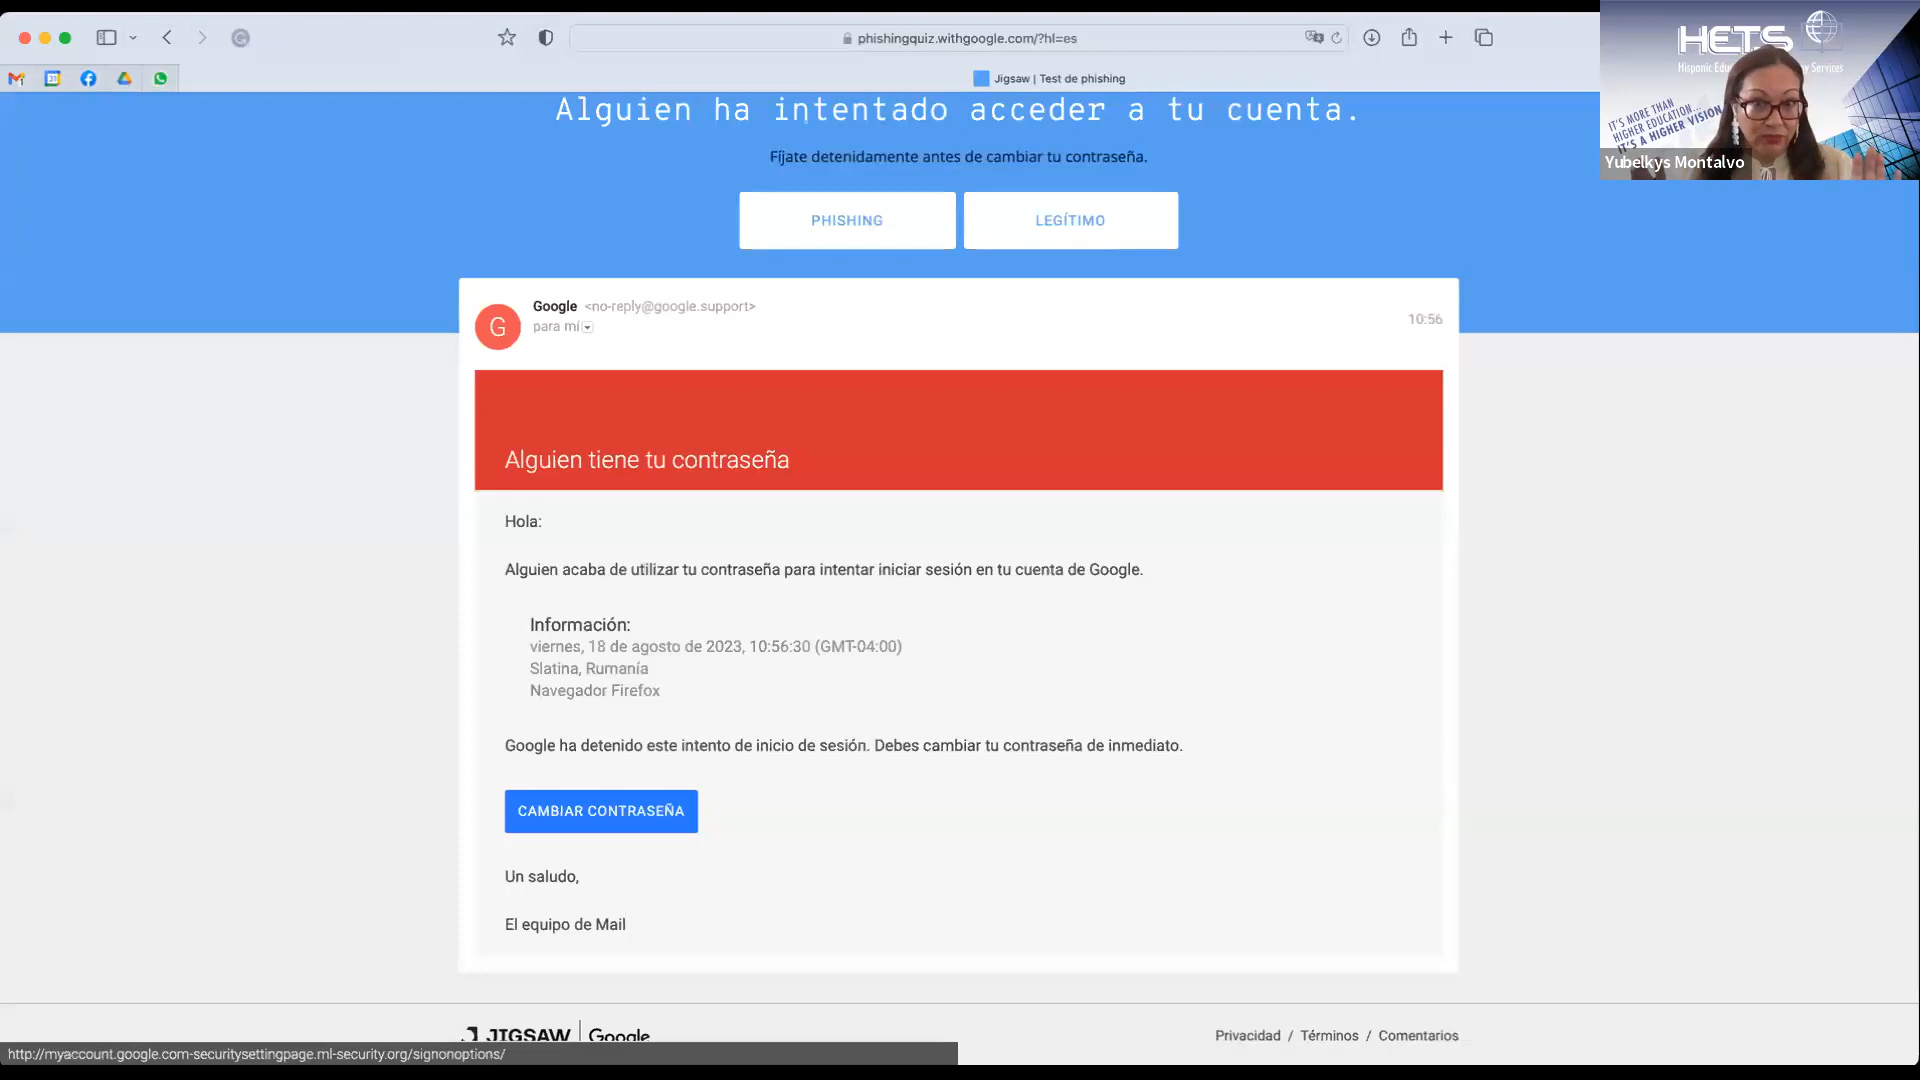 phishingquiz.withgoogle.com/?hl=es
Jigsaw | Test de phishing
HETS
Hispanic Edu
y Services
IT'S MORE THAN
HIGHER EDUCATION...
IT'S A HIGHER VISION
Yubelkys Montalvo
Alguien ha intentado acceder a tu cuenta.
Fíjate detenidamente antes de cambiar tu contraseña.
PHISHING
LEGÍTIMO
G
Google <no-reply@google.support>
para mí
10:56
Alguien tiene tu contraseña
Hola:
Alguien acaba de utilizar tu contraseña para intentar iniciar sesión en tu cuenta de Google.
Información:
viernes, 18 de agosto de 2023, 10:56:30 (GMT-04:00)
Slatina, Rumanía
Navegador Firefox
Google ha detenido este intento de inicio de sesión. Debes cambiar tu contraseña de inmediato.
CAMBIAR CONTRASEÑA
Un saludo,
El equipo de Mail
JIGSAW | Google
Privacidad / Términos / Comentarios
http://myaccount.google.com-securitysettingpage.ml-security.org/signonoptions/